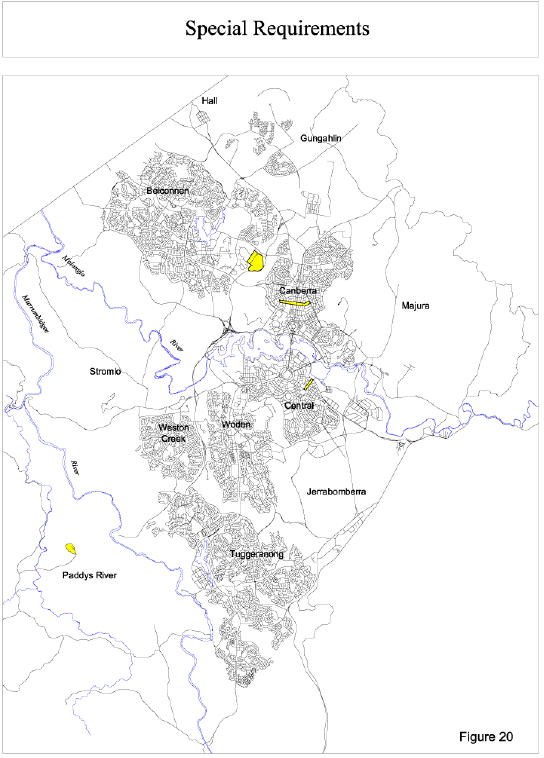 Special Requirements
Hall
Gungahlin
Belconnen
Molonglo
Canberra
Murrumbidgee
Majura
River
Stromlo
Central
Weston
Creek
Woden
River
Jerrabomberra
Tuggeranong
Paddys River
Figure 20